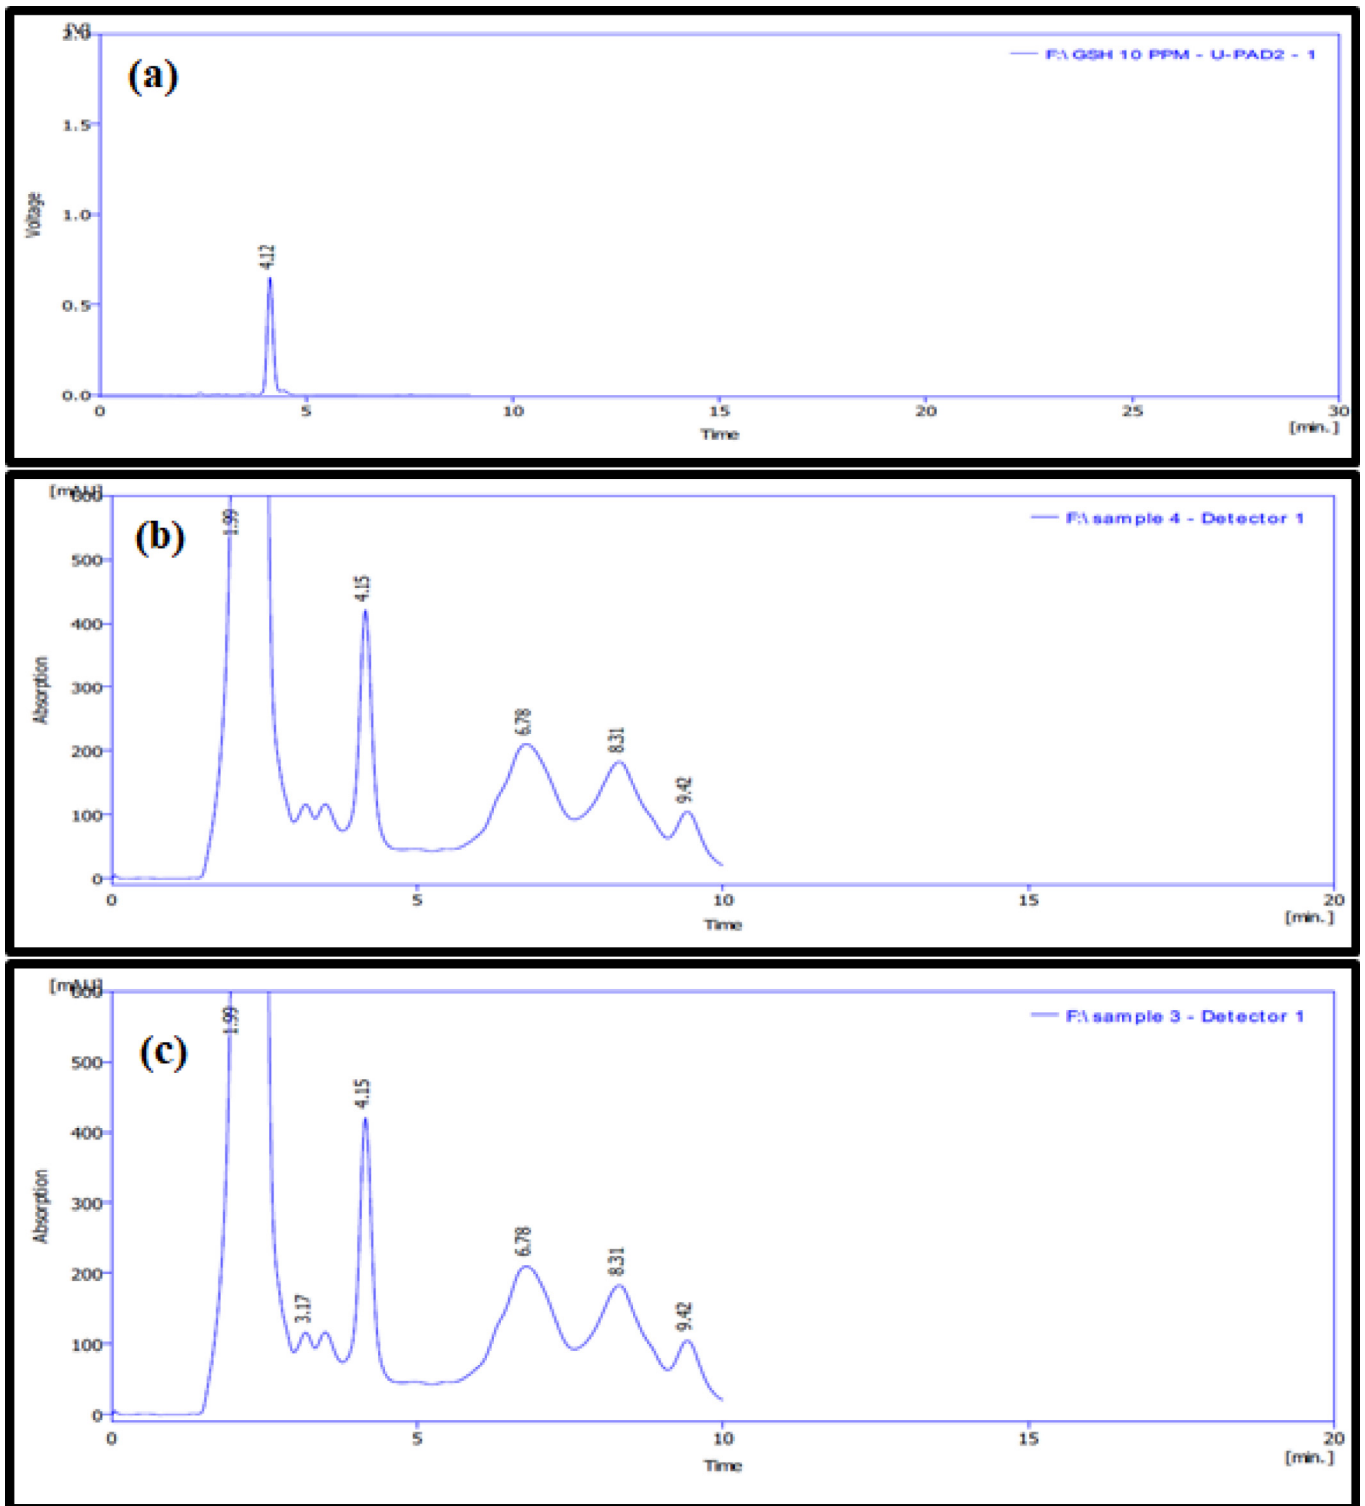 2.0
(a)
F:\ GSH 10 PPM - U-PAD2 - 1
1.5
Voltage
1.0
4.12
0.5
0.0
0 5 10 15 20 25 30
Time
[min.]
600
(b)
1.99
F:\ sample 4 - Detector 1
500
4.15
400
Absorption
300
6.78
8.31
200
9.42
100
0
0 5 10 15 20
Time
[min.]
600
(c)
1.99
F:\ sample 3 - Detector 1
500
4.15
400
Absorption
300
6.78
8.31
200
3.17
9.42
100
0
0 5 10 15 20
Time
[min.]